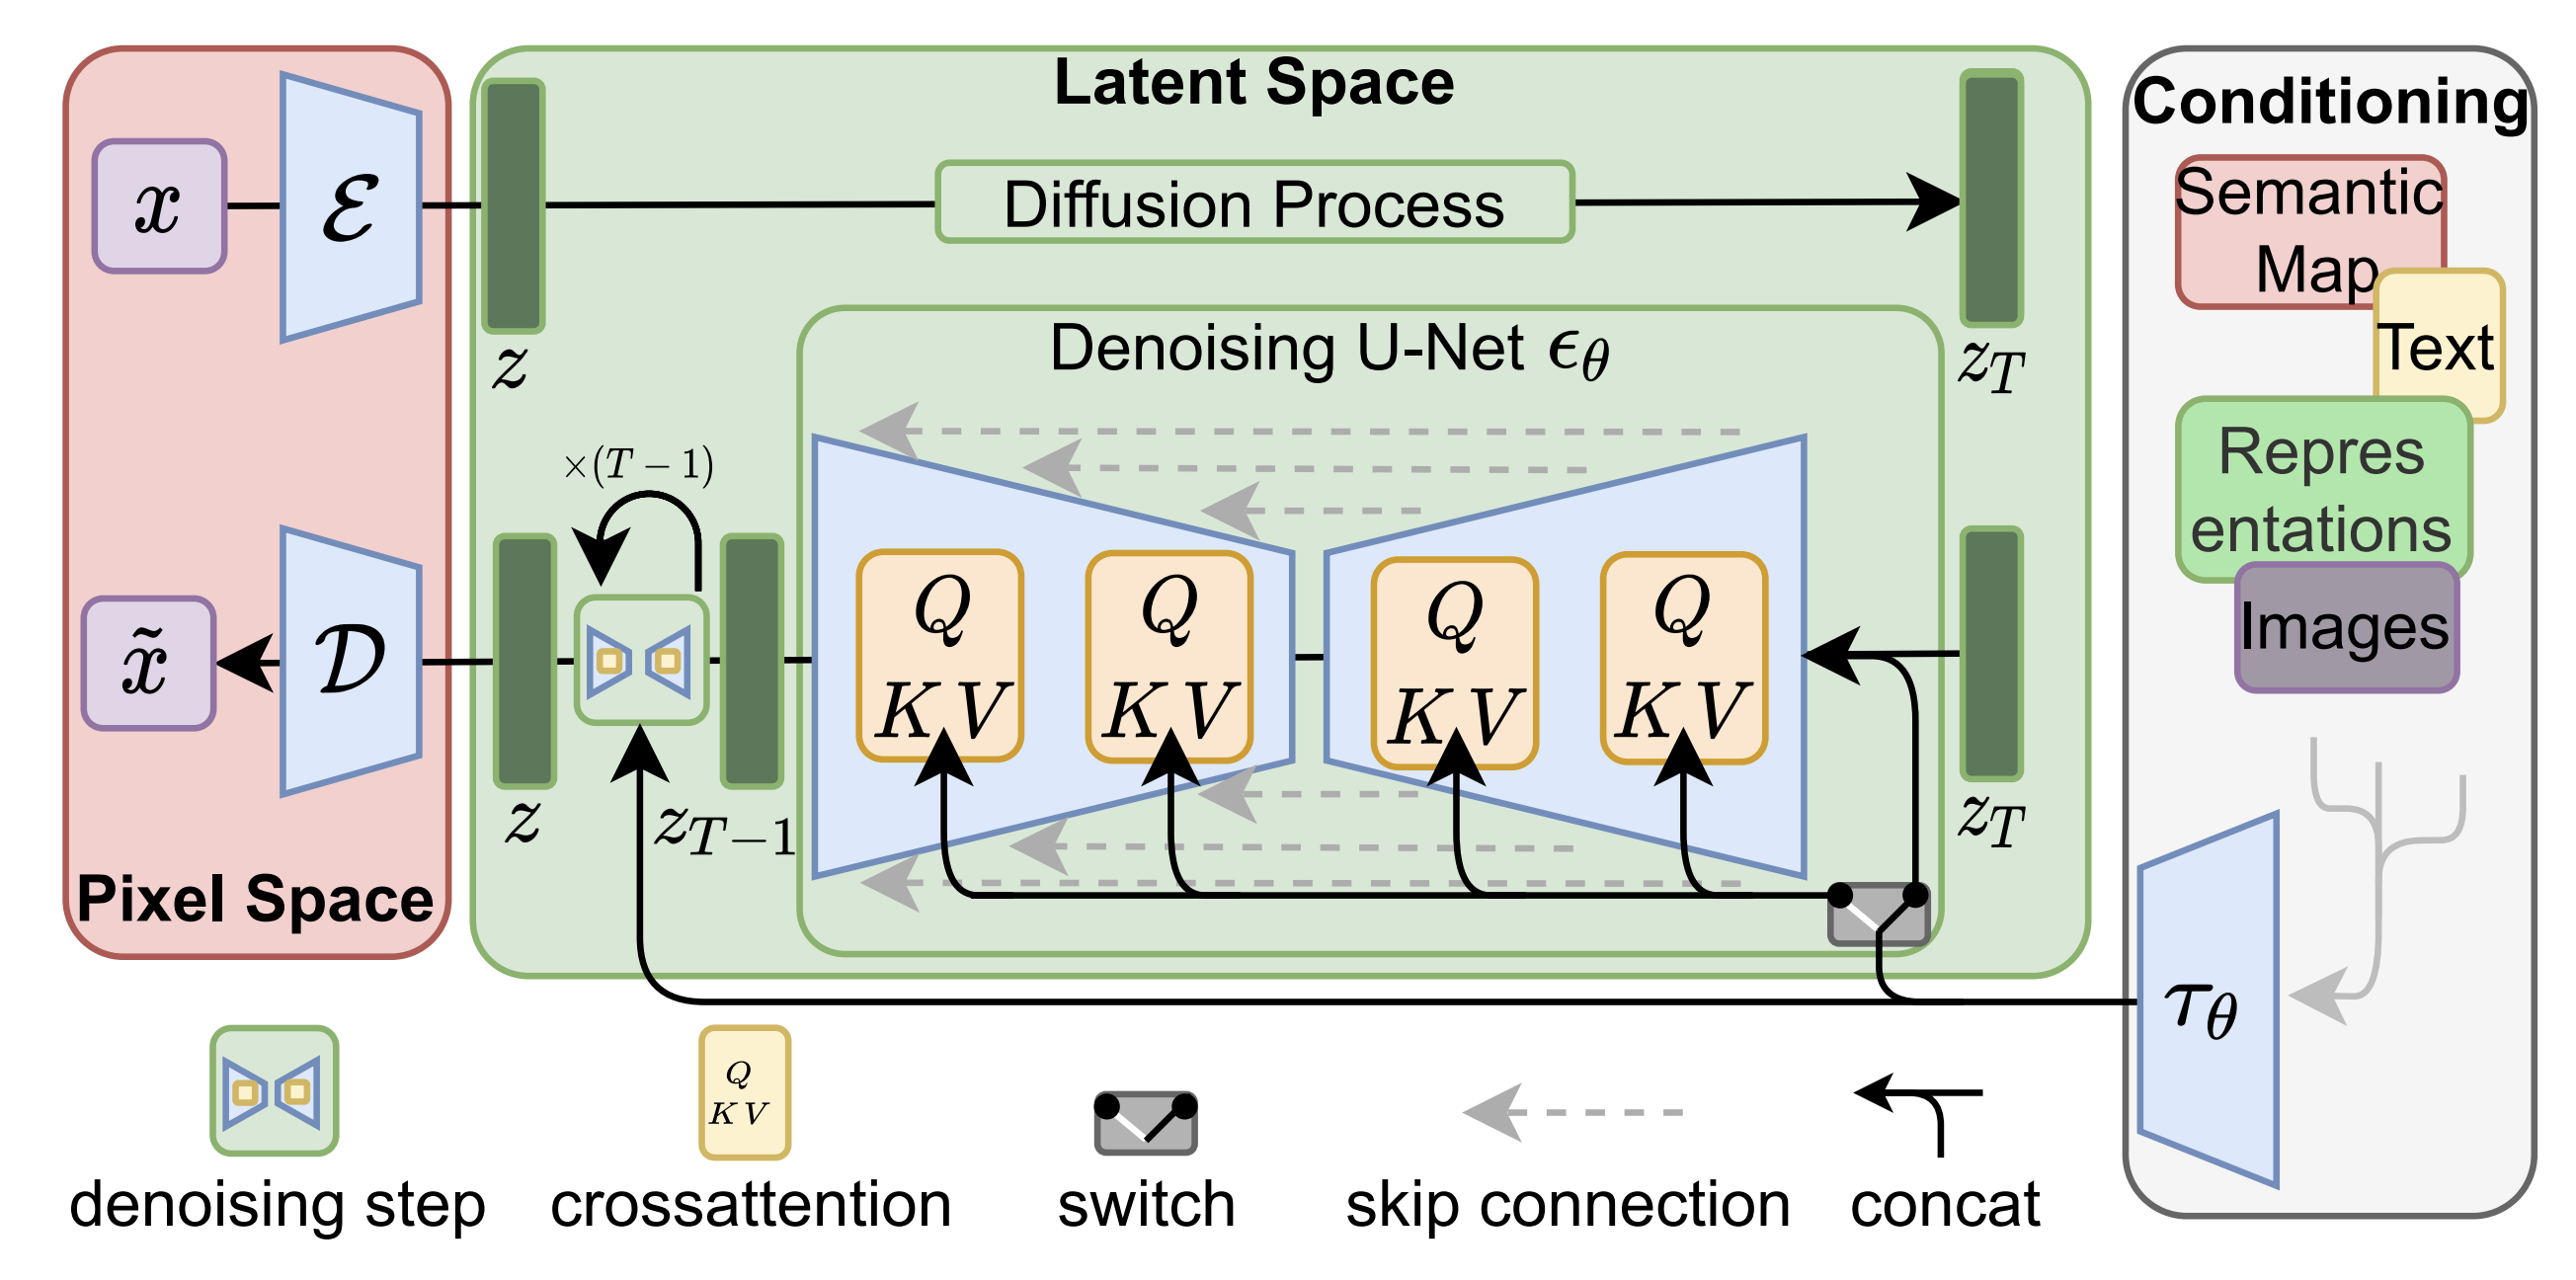 Latent Space
Conditioning
Semantic
Map
Text
Repres
entations
Images
x
ℰ
Diffusion Process
z
z_T
Denoising U-Net ϵ_θ
×(T − 1)
Q
K V
Q
K V
Q
K V
Q
K V
x̃
𝒟
z
z_{T−1}
z_T
Pixel Space
τ_θ
Q
K V
denoising step
crossattention
switch
skip connection
concat